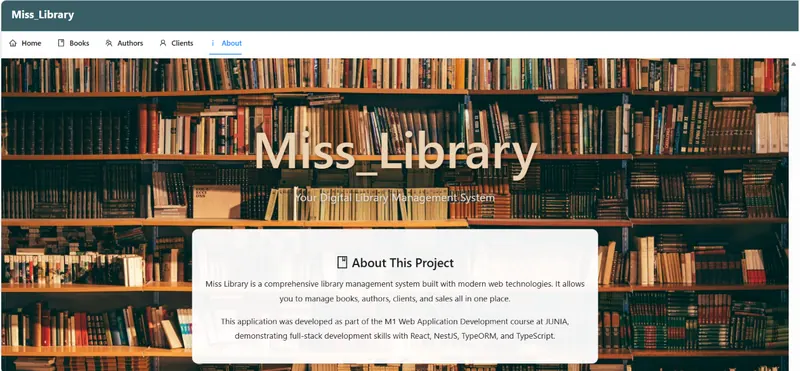 Miss_Library
Home Books Authors Clients About
Miss_Library
Your Digital Library Management System
About This Project
Miss Library is a comprehensive library management system built with modern web technologies. It allows
you to manage books, authors, clients, and sales all in one place.
This application was developed as part of the M1 Web Application Development course at JUNIA,
demonstrating full-stack development skills with React, NestJS, TypeORM, and TypeScript.